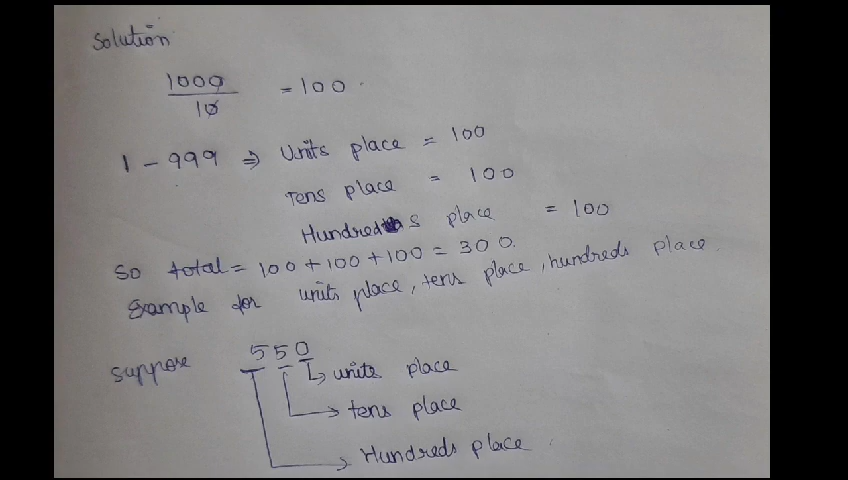 Solution
1000
10
= 100
1 - 999 ⇒ Units place = 100
Tens place = 100
Hundreds place = 100
So total = 100 + 100 + 100 = 300.
Example for units place, tens place, hundreds place
Suppose 550
units place
tens place
Hundreds place